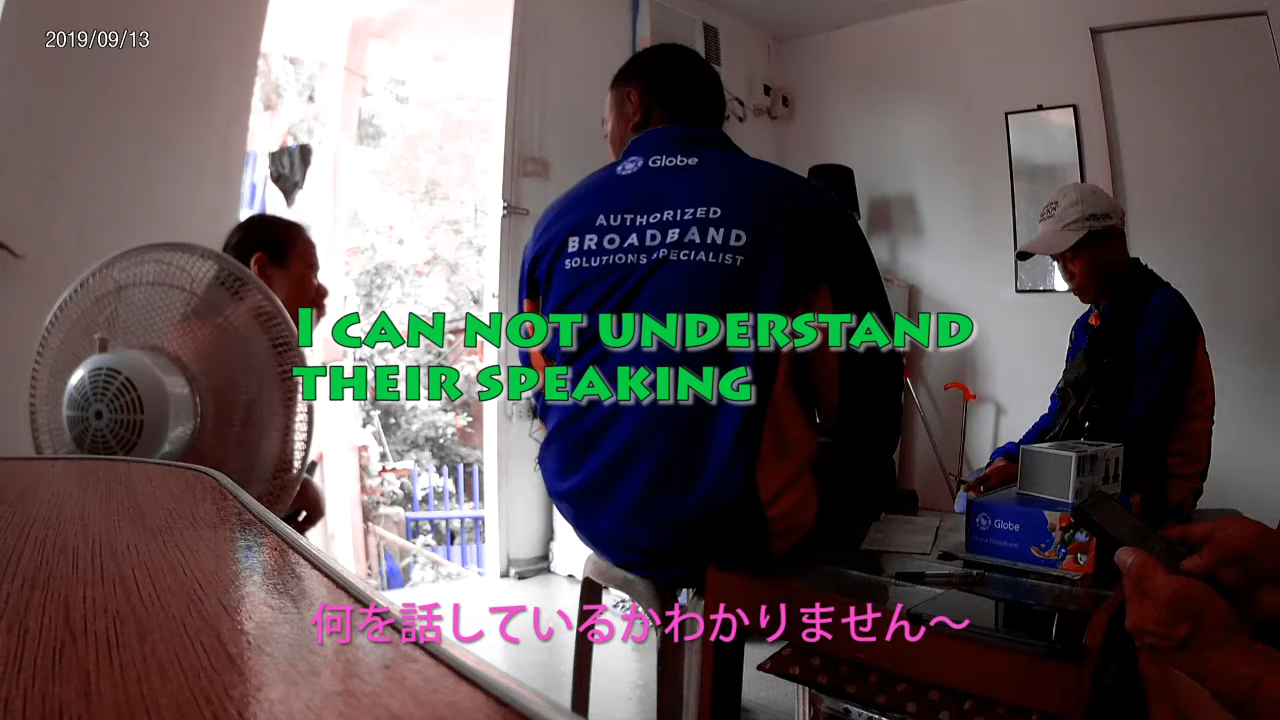 2019/09/13
Globe
AUTHORIZED
BROADBAND
SOLUTIONS SPECIALIST
I CAN NOT UNDERSTAND
THEIR SPEAKING
Globe
何を話しているかわかりません～